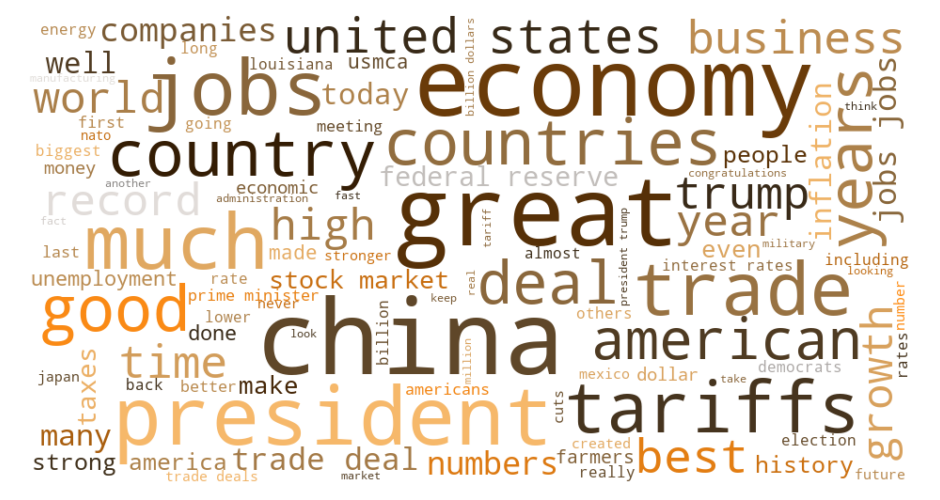 energy
companies
united states
billion dollars
business
long
well
louisiana
usmca
economy
manufacturing
jobs
world
today
years
jobs jobs
think
first
going
meeting
countries
inflation
nato
biggest
country
people
money
another
economic
federal reserve
congratulations
administration
fast
great
trump
record
fact
high
tariff
president trump
year
much
last
made
stronger
almost
even
military
including
unemployment
rate
stock market
real
deal
interest rates
looking
trade
good
prime minister
never
keep
lower
others
number
done
look
china
billion
american
growth
rates
time
million
japan
taxes
back
better
make
americans
mexico
dollar
take
democrats
president
cuts
tariffs
many
created
election
strong
america
trade deal
numbers
farmers
really
best
history
trade deals
market
future